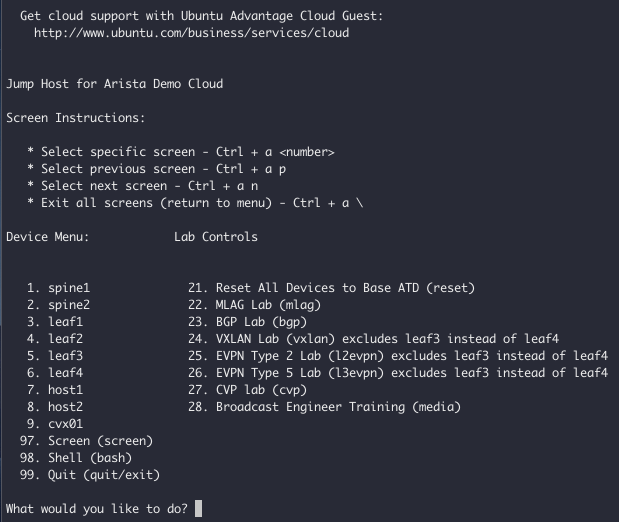 Get cloud support with Ubuntu Advantage Cloud Guest:
http://www.ubuntu.com/business/services/cloud
Jump Host for Arista Demo Cloud
Screen Instructions:
* Select specific screen - Ctrl + a <number>
* Select previous screen - Ctrl + a p
* Select next screen - Ctrl + a n
* Exit all screens (return to menu) - Ctrl + a \
Device Menu:            Lab Controls
1. spine1              21. Reset All Devices to Base ATD (reset)
2. spine2              22. MLAG Lab (mlag)
3. leaf1               23. BGP Lab (bgp)
4. leaf2               24. VXLAN Lab (vxlan) excludes leaf3 instead of leaf4
5. leaf3               25. EVPN Type 2 Lab (l2evpn) excludes leaf3 instead of leaf4
6. leaf4               26. EVPN Type 5 Lab (l3evpn) excludes leaf3 instead of leaf4
7. host1               27. CVP lab (cvp)
8. host2               28. Broadcast Engineer Training (media)
9. cvx01
97. Screen (screen)
98. Shell (bash)
99. Quit (quit/exit)
What would you like to do?